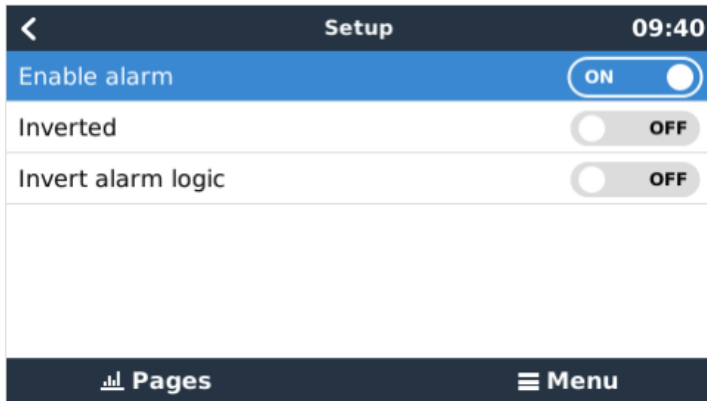 Setup 09:40
Enable alarm ON
Inverted OFF
Invert alarm logic OFF
Pages Menu